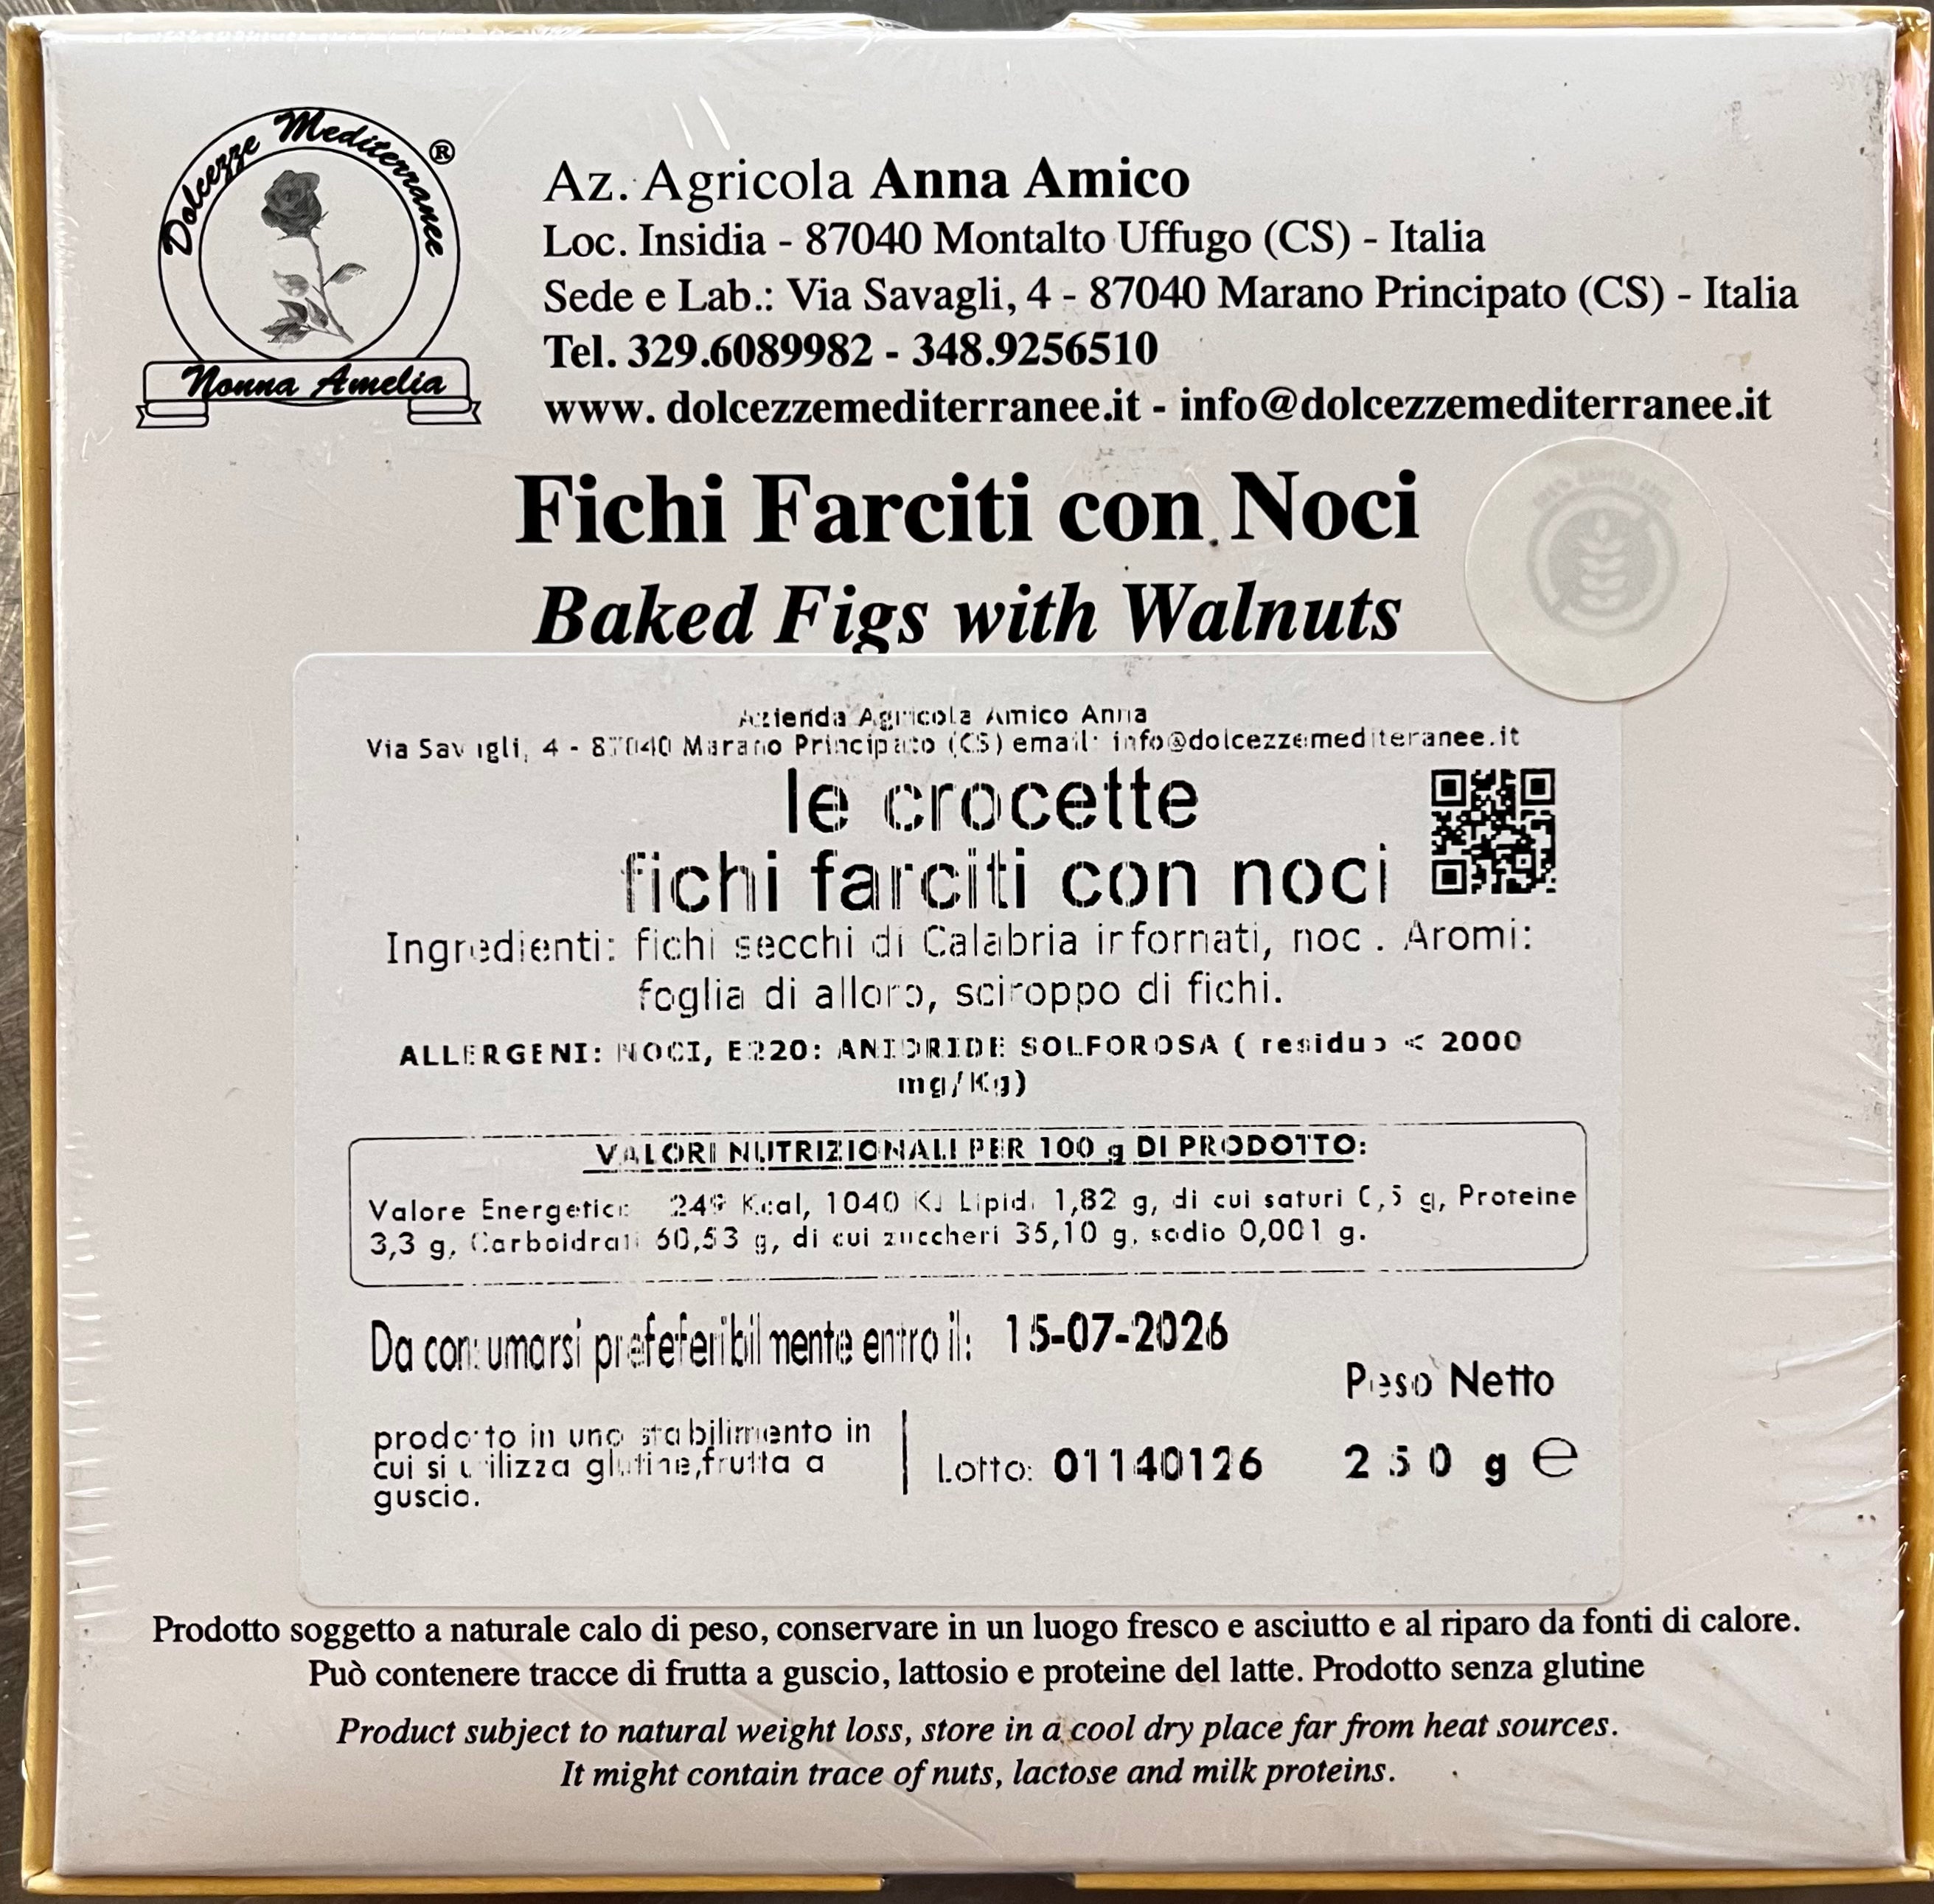 Dolcezze Mediterranee ®
Nonna Amelia
Az. Agricola Anna Amico
Loc. Insidia - 87040 Montalto Uffugo (CS) - Italia
Sede e Lab.: Via Savagli, 4 - 87040 Marano Principato (CS) - Italia
Tel. 329.6089982 - 348.9256510
www. dolcezzemediterranee.it - info@dolcezzemediterranee.it
Fichi Farciti con Noci
Baked Figs with Walnuts
Azienda Agricola Amico Anna
Via Savagli, 4 - 87040 Marano Principato (CS) email: info@dolcezzemediteranee.it
le crocette
fichi farciti con noci
Ingredienti: fichi secchi di Calabria infornati, noci. Aromi:
foglia di alloro, sciroppo di fichi.
ALLERGENI: NOCI, E220: ANIDRIDE SOLFOROSA ( residuo < 2000
mg/Kg)
VALORI NUTRIZIONALI PER 100 g DI PRODOTTO:
Valore Energetico 249 Kcal, 1040 KJ Lipidi 1,82 g, di cui saturi 0,5 g, Proteine
3,3 g, Carboidrati 60,53 g, di cui zuccheri 35,10 g, sodio 0,001 g.
Da consumarsi prefeferibilmente entro il: 15-07-2026
prodotto in uno stabilimento in
cui si utilizza glutine,frutta a
guscio.
Lotto: 01140126
Peso Netto
250 g ℮
Prodotto soggetto a naturale calo di peso, conservare in un luogo fresco e asciutto e al riparo da fonti di calore.
Può contenere tracce di frutta a guscio, lattosio e proteine del latte. Prodotto senza glutine
Product subject to natural weight loss, store in a cool dry place far from heat sources.
It might contain trace of nuts, lactose and milk proteins.